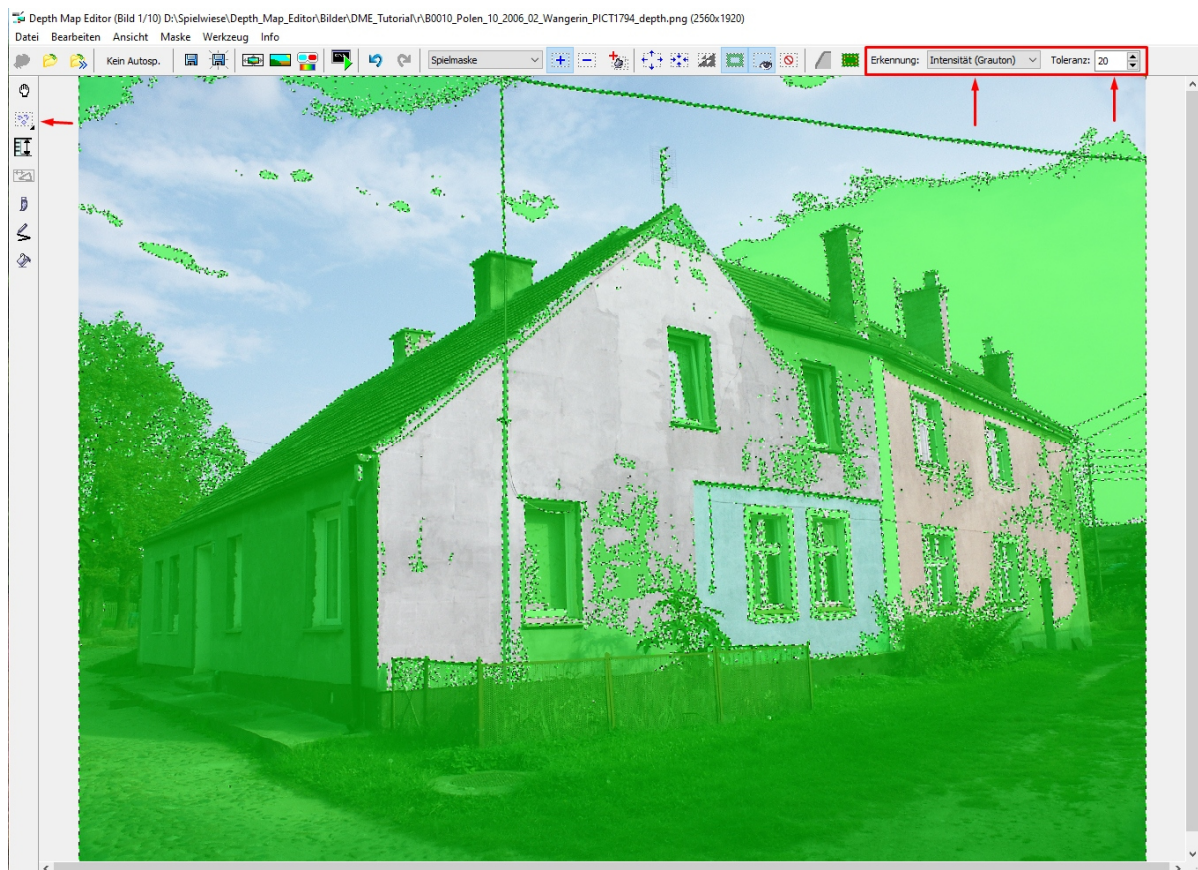 Depth Map Editor (Bild 1/10) D:\Spielwiese\Depth_Map_Editor\Bilder\DME_Tutorial\r\B0010_Polen_10_2006_02_Wangerin_PICT1794_depth.png (2560x1920)
Datei Bearbeiten Ansicht Maske Werkzeug Info
Kein Autosp. Spielmaske Erkennung: Intensität (Grauton) Toleranz: 20